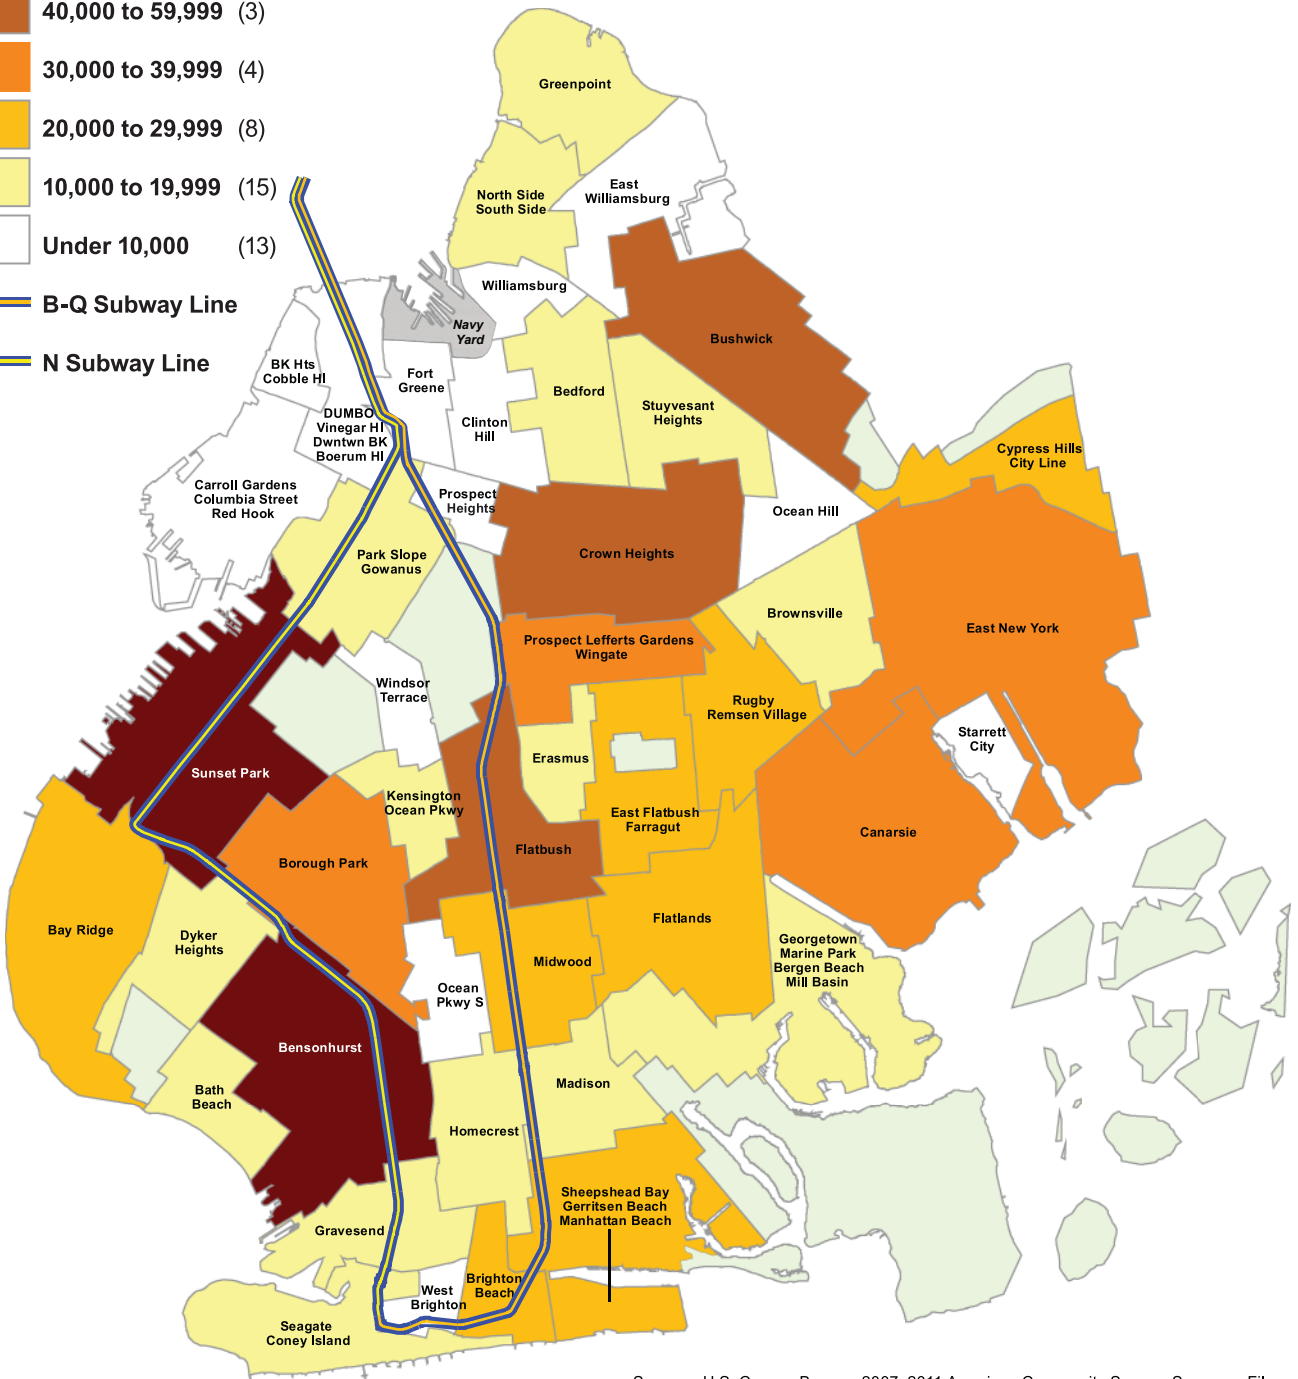 40,000 to 59,999 (3)
30,000 to 39,999 (4)
20,000 to 29,999 (8)
10,000 to 19,999 (15)
Under 10,000 (13)
B-Q Subway Line
N Subway Line
Greenpoint
North Side
South Side
East
Williamsburg
Williamsburg
Navy
Yard
Bushwick
BK Hts
Cobble HI
Fort
Greene
Bedford
Stuyvesant
Heights
DUMBO
Vinegar HI
Dwntwn BK
Boerum HI
Clinton
Hill
Cypress Hills
City Line
Carroll Gardens
Columbia Street
Red Hook
Prospect
Heights
Ocean Hill
Park Slope
Gowanus
Crown Heights
Brownsville
East New York
Prospect Lefferts Gardens
Wingate
Windsor
Terrace
Rugby
Remsen Village
Starrett
City
Sunset Park
Erasmus
Kensington
Ocean Pkwy
East Flatbush
Farragut
Canarsie
Borough Park
Flatbush
Bay Ridge
Dyker
Heights
Flatlands
Georgetown
Marine Park
Bergen Beach
Mill Basin
Midwood
Ocean
Pkwy S
Bensonhurst
Bath
Beach
Madison
Homecrest
Sheepshead Bay
Gerritsen Beach
Manhattan Beach
Gravesend
Brighton
Beach
West
Brighton
Seagate
Coney Island